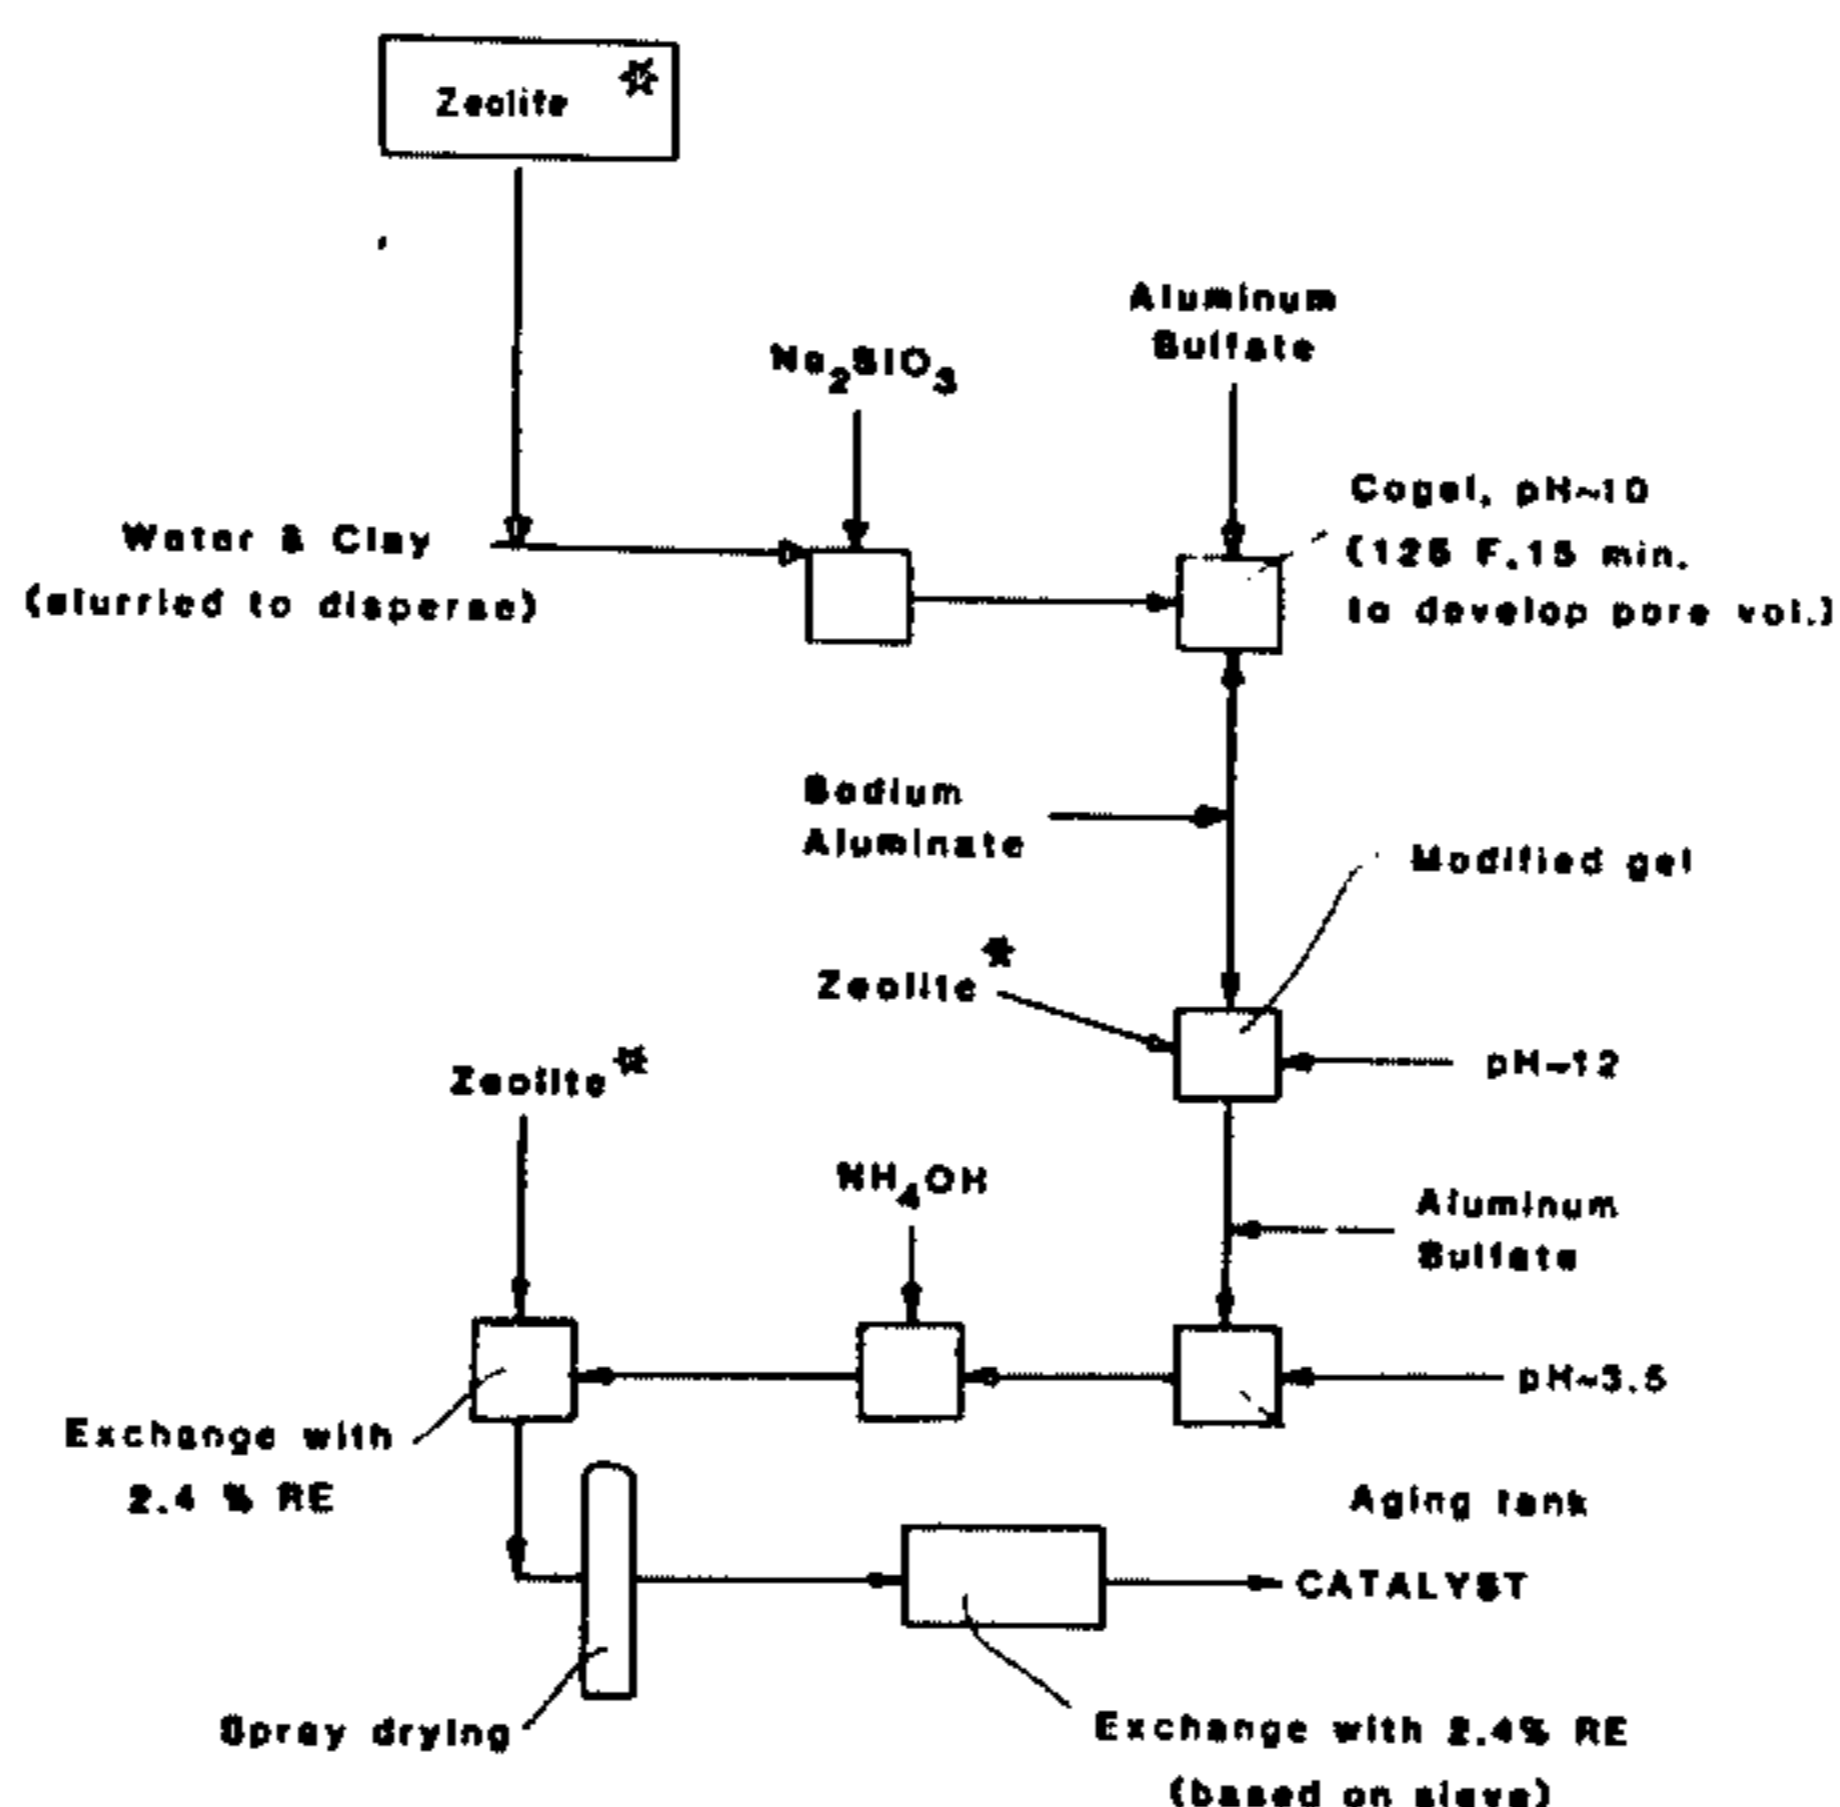 Zeolite ☆
Aluminum
Sulfate
Na2SiO3
Cogel, pH~10
(125 F.15 min.
to develop pore vol.)
Water & Clay
(slurried to disperse)
Sodium
Aluminate
Modified gel
Zeolite *
pH~12
Zeolite *
NH4OH
Aluminum
Sulfate
pH~3.5
Exchange with
2.4 % RE
Aging tank
CATALYST
Spray drying
Exchange with 2.4% RE
(based on sieve)